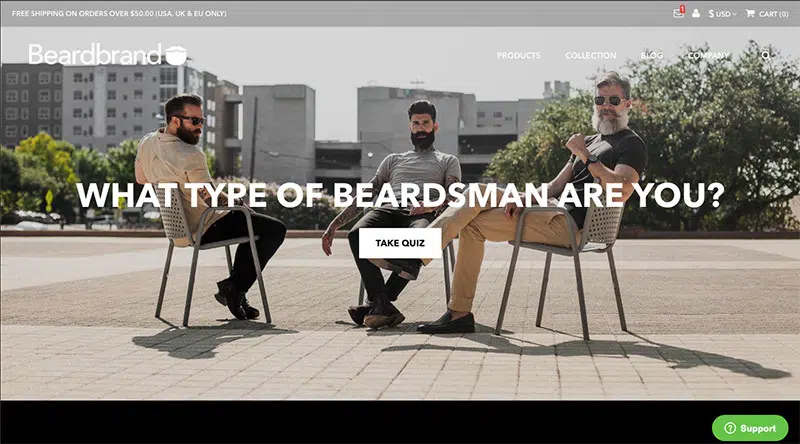 FREE SHIPPING ON ORDERS OVER $50.00 (USA, UK & EU ONLY)
1
$ USD
CART (0)
Beardbrand
PRODUCTS
COLLECTION
BLOG
COMPANY
WHAT TYPE OF BEARDSMAN ARE YOU?
TAKE QUIZ
? Support